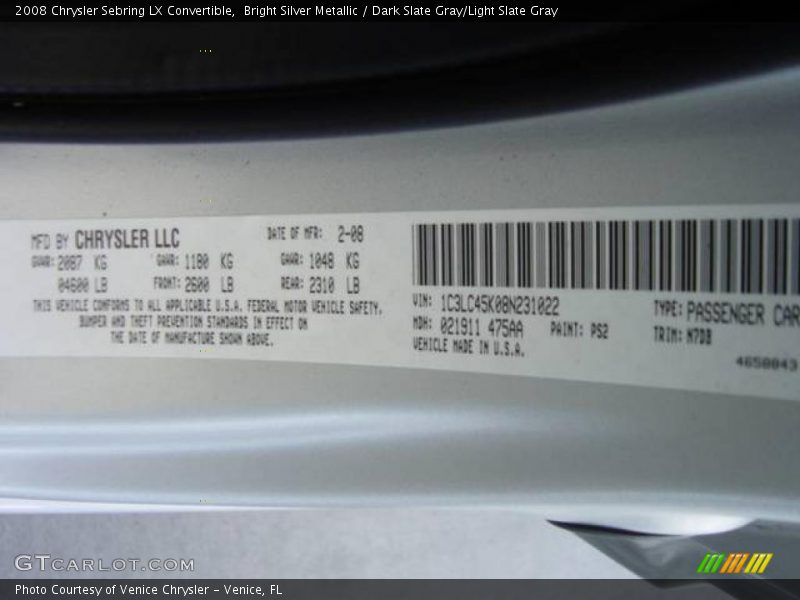 2008 Chrysler Sebring LX Convertible,  Bright Silver Metallic / Dark Slate Gray/Light Slate Gray
MFD BY CHRYSLER LLC DATE OF MFR: 2-08
GVWR: 2087 KG GAWR: 1180 KG GAWR: 1048 KG
04600 LB FRONT: 2600 LB REAR: 2310 LB
THIS VEHICLE CONFORMS TO ALL APPLICABLE U.S.A. FEDERAL MOTOR VEHICLE SAFETY,
BUMPER AND THEFT PREVENTION STANDARDS IN EFFECT ON
THE DATE OF MANUFACTURE SHOWN ABOVE.
VIN: 1C3LC45K08N231022 TYPE: PASSENGER CAR
MDH: 021911 475AA PAINT: PS2 TRIM: N7DB
VEHICLE MADE IN U.S.A.
4658843
GTCARLOT.COM
Photo Courtesy of Venice Chrysler - Venice, FL